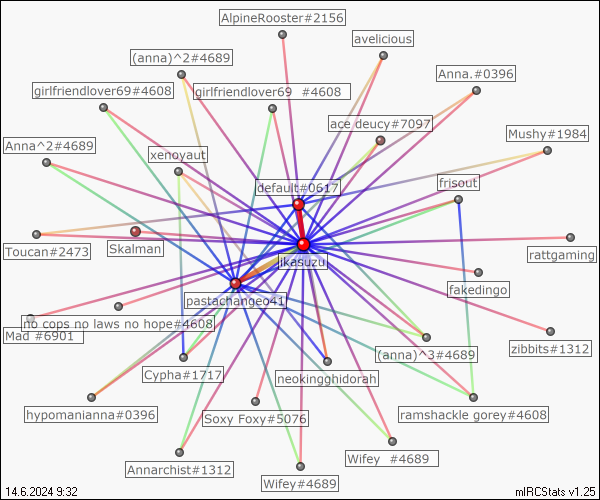 AlpineRooster#2156
avelicious
(anna)^2#4689
Anna.#0396
girlfriendlover69#4608
girlfriendlover69 #4608
ace deucy#7097
Mushy#1984
Anna^2#4689
xenoyaut
default#0617
frisout
Toucan#2473
Skalman
jikasuzu
rattgaming
fakedingo
pastachangeo41
no cops no laws no hope#4608
Mad #6901
(anna)^3#4689
zibbits#1312
Cypha#1717
neokingghidorah
hypomanianna#0396
Soxy Foxy#5076
ramshackle gorey#4608
Annarchist#1312
Wifey #4689
Wifey#4689
14.6.2024 9:32
mIRCStats v1.25